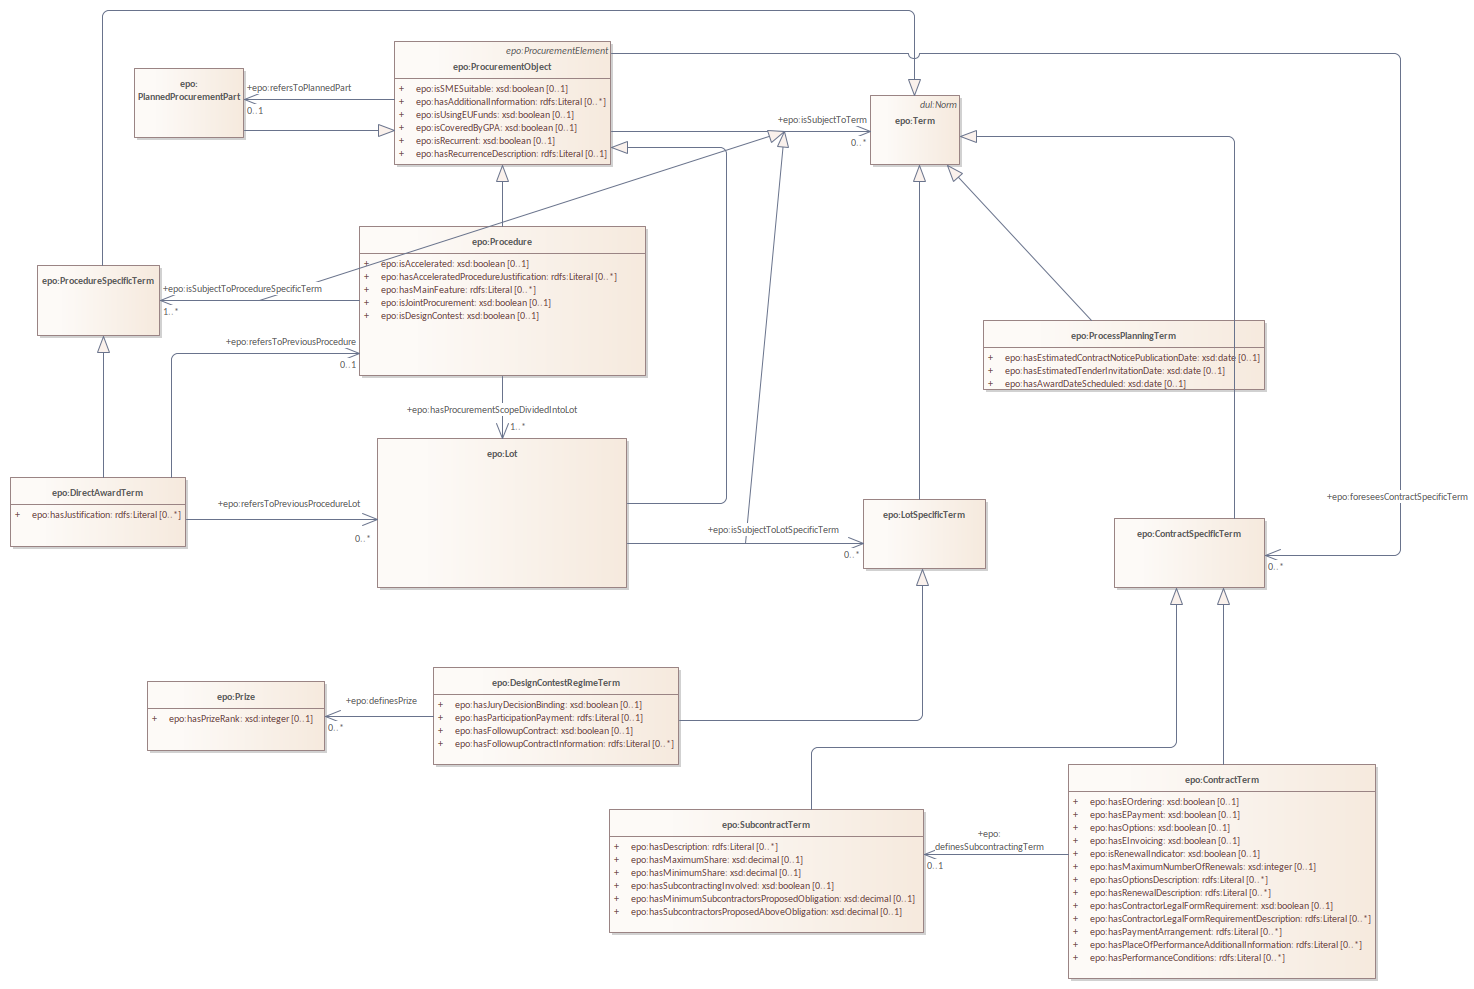 epo:ProcurementElement
epo:ProcurementObject
+ epo:isSMESuitable: xsd:boolean [0..1]
+ epo:hasAdditionalInformation: rdfs:Literal [0..*]
+ epo:isUsingEUFunds: xsd:boolean [0..1]
+ epo:isCoveredByGPA: xsd:boolean [0..1]
+ epo:isRecurrent: xsd:boolean [0..1]
+ epo:hasRecurrenceDescription: rdfs:Literal [0..1]
epo:
PlannedProcurementPart
+epo:refersToPlannedPart
0..1
+epo:isSubjectToTerm
0..*
dul:Norm
epo:Term
epo:Procedure
+ epo:isAccelerated: xsd:boolean [0..1]
+ epo:hasAcceleratedProcedureJustification: rdfs:Literal [0..*]
+ epo:hasMainFeature: rdfs:Literal [0..*]
+ epo:isJointProcurement: xsd:boolean [0..1]
+ epo:isDesignContest: xsd:boolean [0..1]
epo:ProcedureSpecificTerm
+epo:isSubjectToProcedureSpecificTerm
1..*
+epo:refersToPreviousProcedure
0..1
epo:ProcessPlanningTerm
+ epo:hasEstimatedContractNoticePublicationDate: xsd:date [0..1]
+ epo:hasEstimatedTenderInvitationDate: xsd:date [0..1]
+ epo:hasAwardDateScheduled: xsd:date [0..1]
+epo:hasProcurementScopeDividedIntoLot
1..*
epo:Lot
epo:DirectAwardTerm
+ epo:hasJustification: rdfs:Literal [0..*]
+epo:refersToPreviousProcedureLot
0..*
+epo:isSubjectToLotSpecificTerm
0..*
epo:LotSpecificTerm
+epo:foreseesContractSpecificTerm
0..*
epo:ContractSpecificTerm
epo:Prize
+ epo:hasPrizeRank: xsd:integer [0..1]
+epo:definesPrize
0..*
epo:DesignContestRegimeTerm
+ epo:hasJuryDecisionBinding: xsd:boolean [0..1]
+ epo:hasParticipationPayment: rdfs:Literal [0..1]
+ epo:hasFollowupContract: xsd:boolean [0..1]
+ epo:hasFollowupContractInformation: rdfs:Literal [0..*]
epo:SubcontractTerm
+ epo:hasDescription: rdfs:Literal [0..*]
+ epo:hasMaximumShare: xsd:decimal [0..1]
+ epo:hasMinimumShare: xsd:decimal [0..1]
+ epo:hasSubcontractingInvolved: xsd:boolean [0..1]
+ epo:hasMinimumSubcontractorsProposedObligation: xsd:decimal [0..1]
+ epo:hasSubcontractorsProposedAboveObligation: xsd:decimal [0..1]
+epo:
definesSubcontractingTerm
0..1
epo:ContractTerm
+ epo:hasEOrdering: xsd:boolean [0..1]
+ epo:hasEPayment: xsd:boolean [0..1]
+ epo:hasOptions: xsd:boolean [0..1]
+ epo:hasEInvoicing: xsd:boolean [0..1]
+ epo:isRenewalIndicator: xsd:boolean [0..1]
+ epo:hasMaximumNumberOfRenewals: xsd:integer [0..1]
+ epo:hasOptionsDescription: rdfs:Literal [0..*]
+ epo:hasRenewalDescription: rdfs:Literal [0..*]
+ epo:hasContractorLegalFormRequirement: xsd:boolean [0..1]
+ epo:hasContractorLegalFormRequirementDescription: rdfs:Literal [0..*]
+ epo:hasPaymentArrangement: rdfs:Literal [0..*]
+ epo:hasPlaceOfPerformanceAdditionalInformation: rdfs:Literal [0..*]
+ epo:hasPerformanceConditions: rdfs:Literal [0..*]